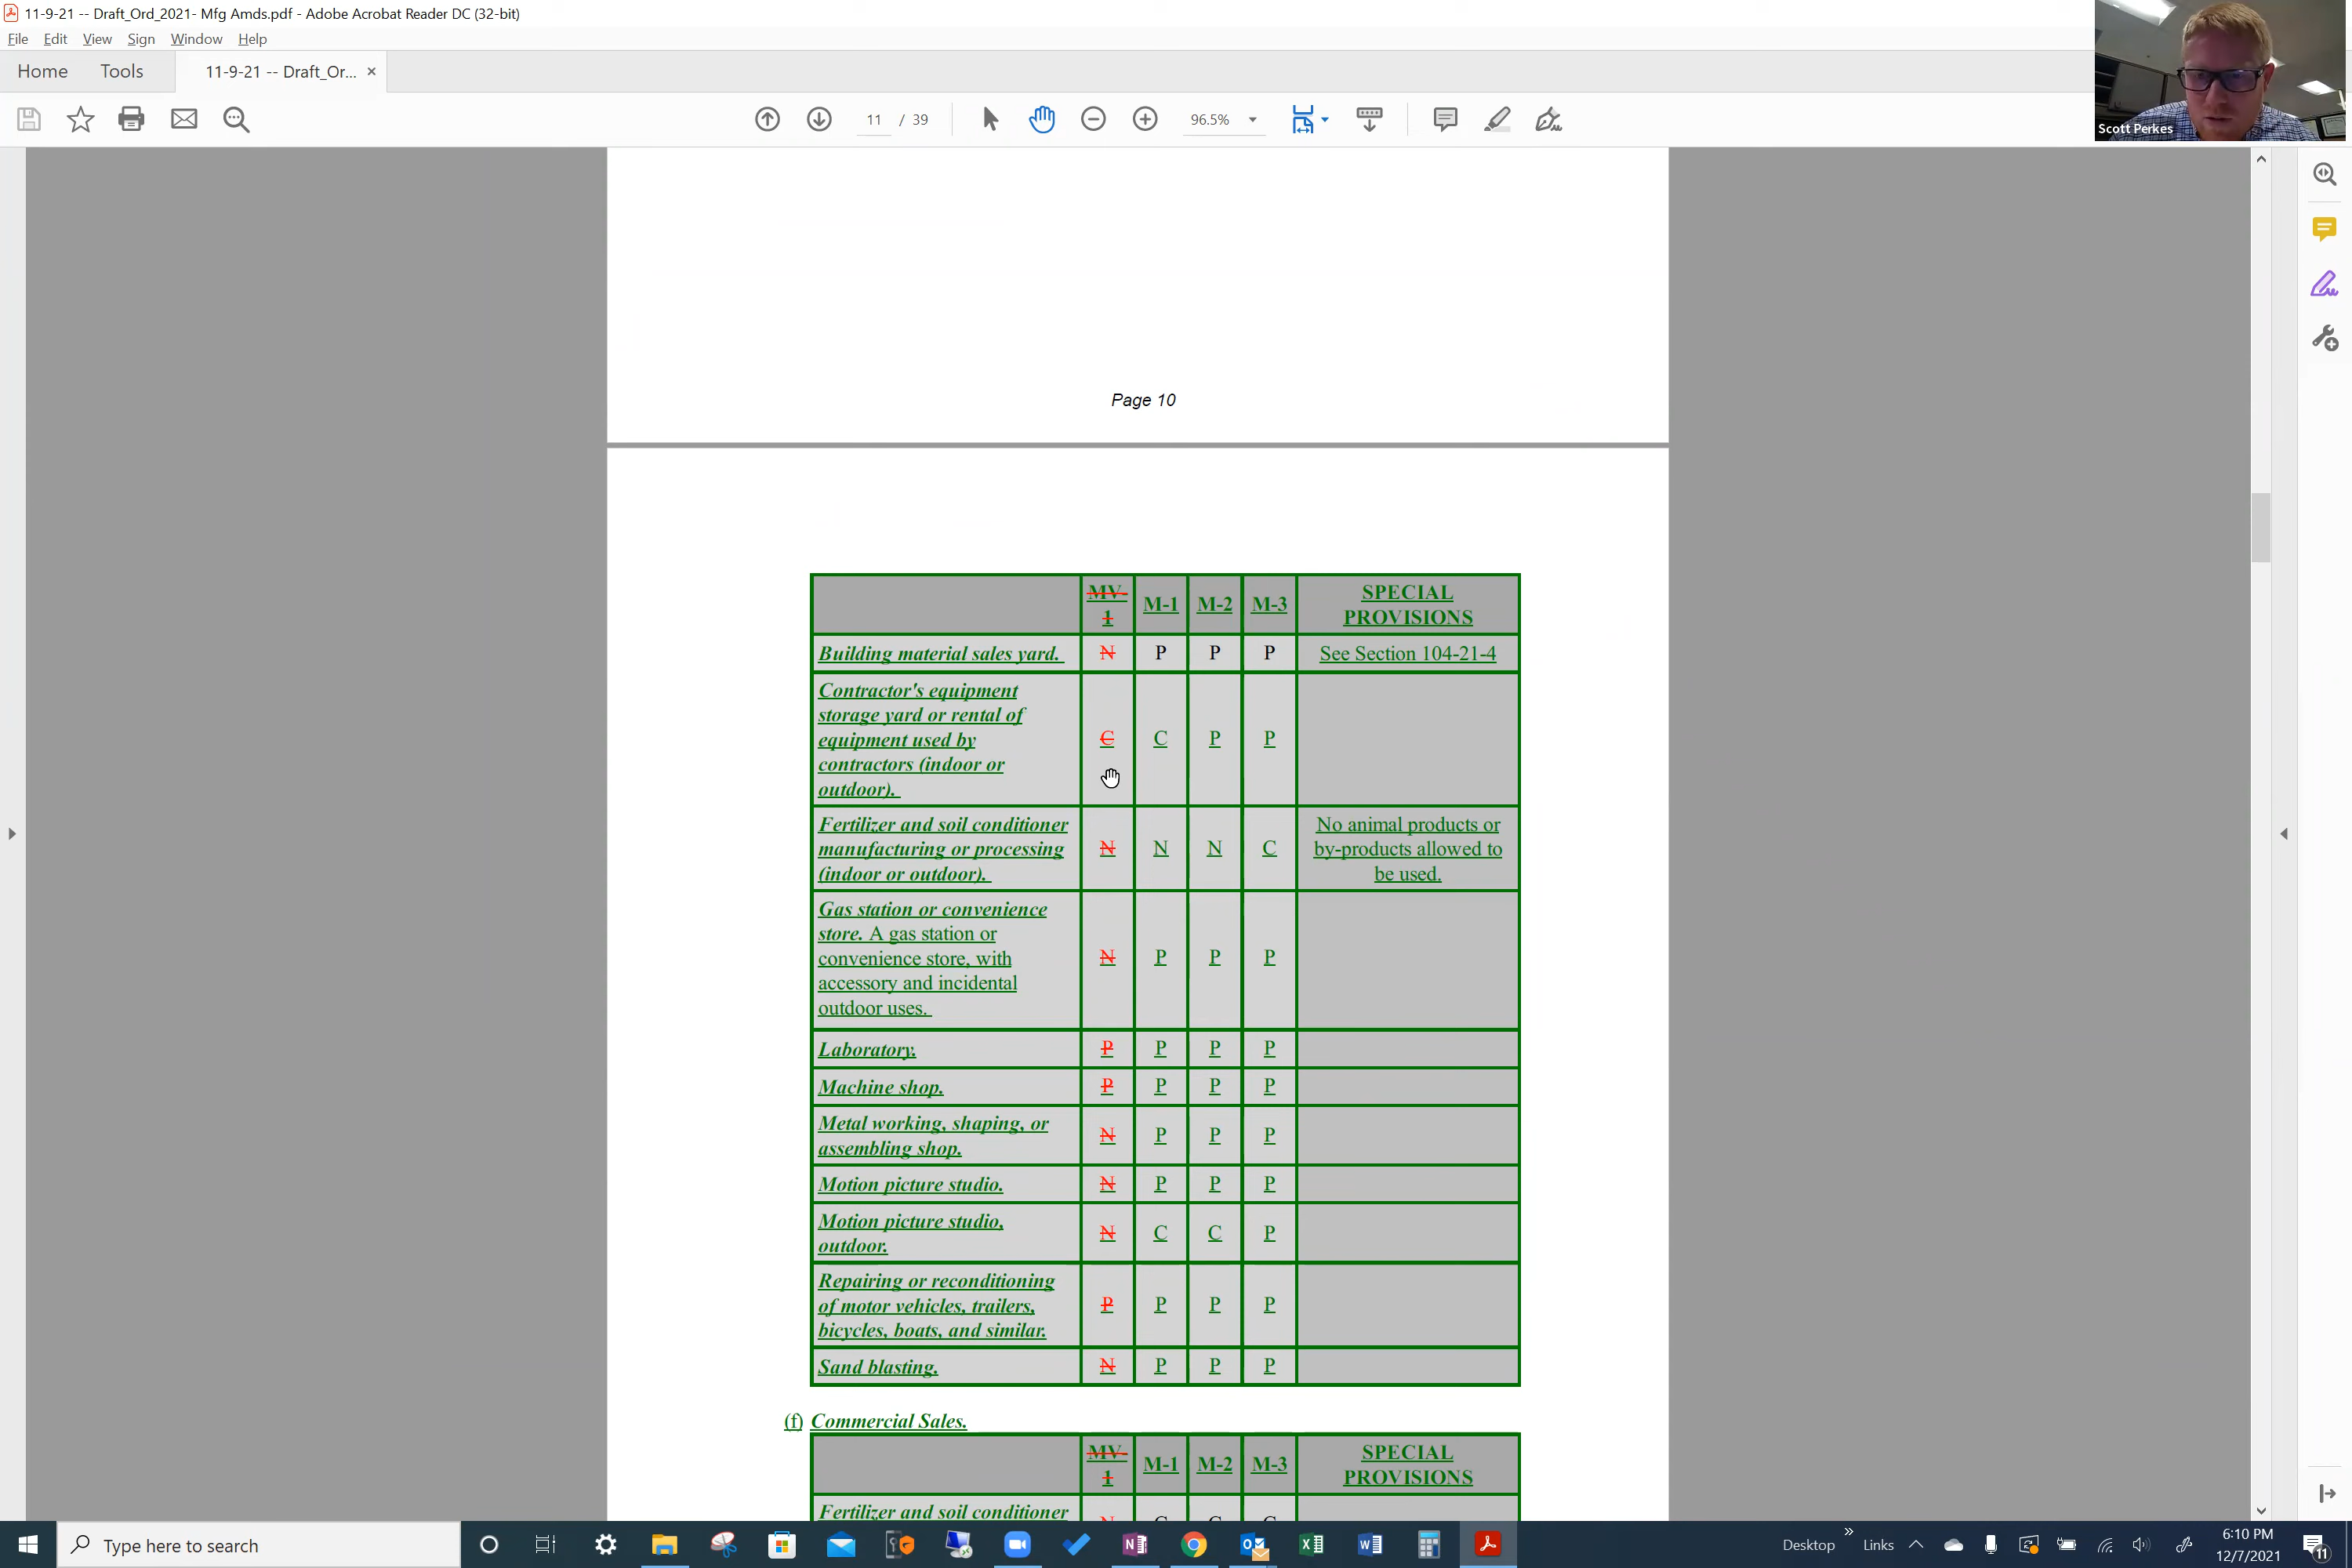 11-9-21 -- Draft_Ord_2021- Mfg Amds.pdf - Adobe Acrobat Reader DC (32-bit)
File Edit View Sign Window Help
Home Tools 11-9-21 -- Draft_Or... ×
11 / 39 96.5%
Scott Perkes
Page 10
MV-1 M-1 M-2 M-3 SPECIAL PROVISIONS
Building material sales yard. N P P P See Section 104-21-4
Contractor's equipment
storage yard or rental of
equipment used by
contractors (indoor or
outdoor).
C C P P
Fertilizer and soil conditioner
manufacturing or processing
(indoor or outdoor).
N N N C
No animal products or
by-products allowed to
be used.
Gas station or convenience
store. A gas station or
convenience store, with
accessory and incidental
outdoor uses.
N P P P
Laboratory. P P P P
Machine shop. P P P P
Metal working, shaping, or
assembling shop.
N P P P
Motion picture studio. N P P P
Motion picture studio,
outdoor.
N C C P
Repairing or reconditioning
of motor vehicles, trailers,
bicycles, boats, and similar.
P P P P
Sand blasting. N P P P
(f) Commercial Sales.
MV-1 M-1 M-2 M-3 SPECIAL PROVISIONS
Fertilizer and soil conditioner
Type here to search
Desktop » Links
6:10 PM
12/7/2021
11